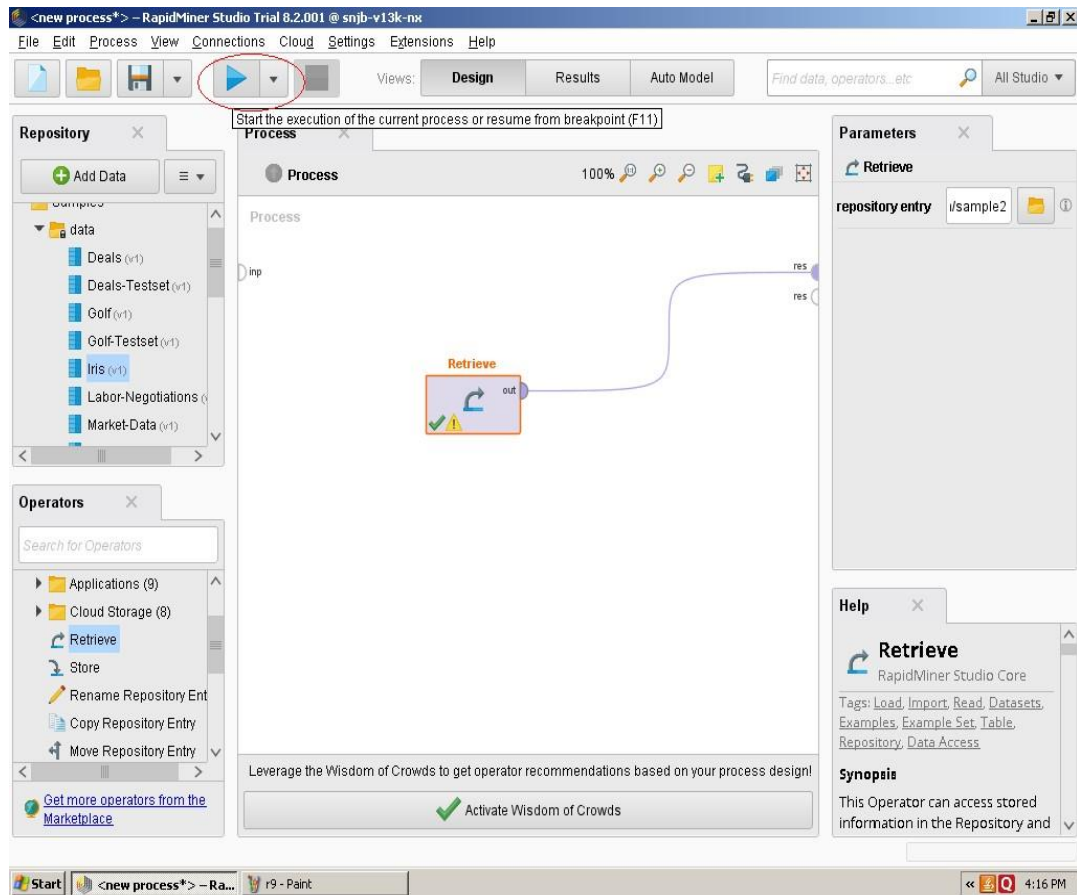 <new process*> – RapidMiner Studio Trial 8.2.001 @ snjb-v13k-nx
File Edit Process View Connections Cloud Settings Extensions Help
Views: Design Results Auto Model Find data, operators...etc All Studio
Start the execution of the current process or resume from breakpoint (F11)
Repository
Add Data
Samples
data
Deals (v1)
Deals-Testset (v1)
Golf (v1)
Golf-Testset (v1)
Iris (v1)
Labor-Negotiations
Market-Data (v1)
Operators
Search for Operators
Applications (9)
Cloud Storage (8)
Retrieve
Store
Rename Repository Ent
Copy Repository Entry
Move Repository Entry
Get more operators from the
Marketplace
Process
Process 100%
Process
inp
res
res
Retrieve
out
Leverage the Wisdom of Crowds to get operator recommendations based on your process design!
Activate Wisdom of Crowds
Parameters
Retrieve
repository entry /sample2
Help
Retrieve
RapidMiner Studio Core
Tags: Load, Import, Read, Datasets,
Examples, Example Set, Table,
Repository, Data Access
Synopsis
This Operator can access stored
information in the Repository and
Start <new process*> – Ra... r9 - Paint « 4:16 PM